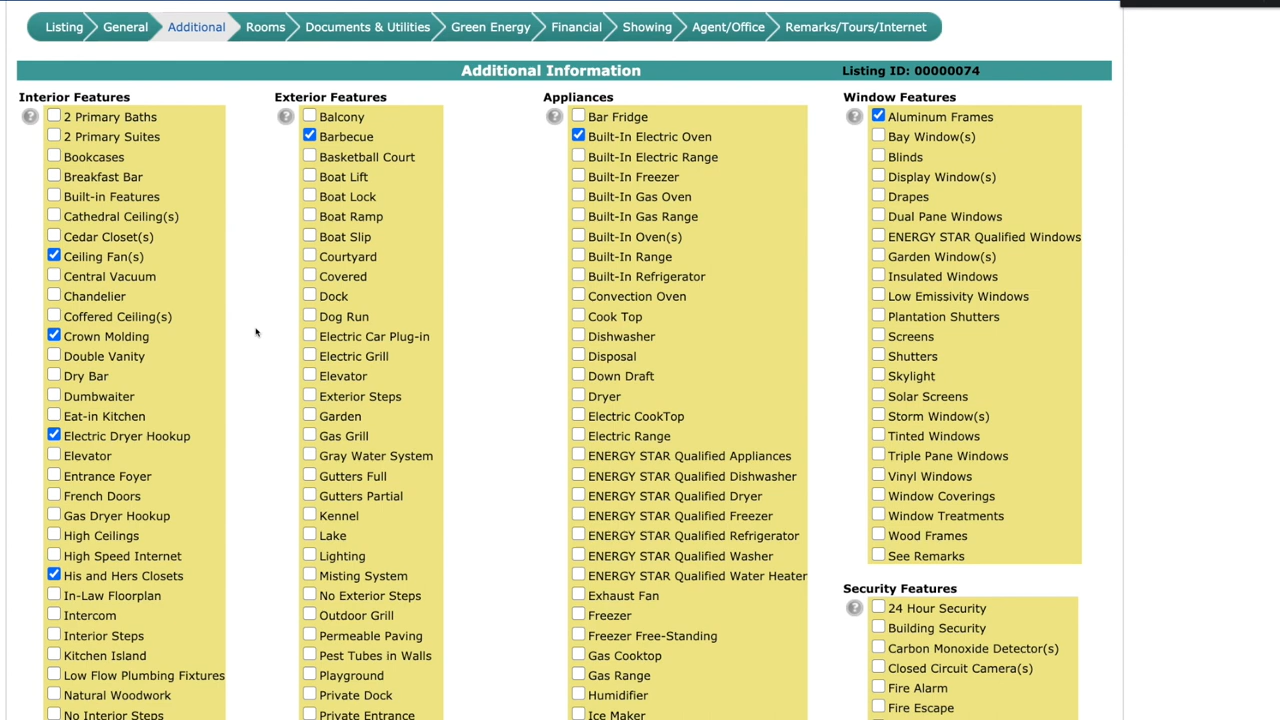 Listing General Additional Rooms Documents & Utilities Green Energy Financial Showing Agent/Office Remarks/Tours/Internet
Additional Information Listing ID: 00000074
Interior Features
?
2 Primary Baths
2 Primary Suites
Bookcases
Breakfast Bar
Built-in Features
Cathedral Ceiling(s)
Cedar Closet(s)
Ceiling Fan(s)
Central Vacuum
Chandelier
Coffered Ceiling(s)
Crown Molding
Double Vanity
Dry Bar
Dumbwaiter
Eat-in Kitchen
Electric Dryer Hookup
Elevator
Entrance Foyer
French Doors
Gas Dryer Hookup
High Ceilings
High Speed Internet
His and Hers Closets
In-Law Floorplan
Intercom
Interior Steps
Kitchen Island
Low Flow Plumbing Fixtures
Natural Woodwork
No Interior Steps
Exterior Features
?
Balcony
Barbecue
Basketball Court
Boat Lift
Boat Lock
Boat Ramp
Boat Slip
Courtyard
Covered
Dock
Dog Run
Electric Car Plug-in
Electric Grill
Elevator
Exterior Steps
Garden
Gas Grill
Gray Water System
Gutters Full
Gutters Partial
Kennel
Lake
Lighting
Misting System
No Exterior Steps
Outdoor Grill
Permeable Paving
Pest Tubes in Walls
Playground
Private Dock
Private Entrance
Appliances
?
Bar Fridge
Built-In Electric Oven
Built-In Electric Range
Built-In Freezer
Built-In Gas Oven
Built-In Gas Range
Built-In Oven(s)
Built-In Range
Built-In Refrigerator
Convection Oven
Cook Top
Dishwasher
Disposal
Down Draft
Dryer
Electric CookTop
Electric Range
ENERGY STAR Qualified Appliances
ENERGY STAR Qualified Dishwasher
ENERGY STAR Qualified Dryer
ENERGY STAR Qualified Freezer
ENERGY STAR Qualified Refrigerator
ENERGY STAR Qualified Washer
ENERGY STAR Qualified Water Heater
Exhaust Fan
Freezer
Freezer Free-Standing
Gas Cooktop
Gas Range
Humidifier
Ice Maker
Window Features
?
Aluminum Frames
Bay Window(s)
Blinds
Display Window(s)
Drapes
Dual Pane Windows
ENERGY STAR Qualified Windows
Garden Window(s)
Insulated Windows
Low Emissivity Windows
Plantation Shutters
Screens
Shutters
Skylight
Solar Screens
Storm Window(s)
Tinted Windows
Triple Pane Windows
Vinyl Windows
Window Coverings
Window Treatments
Wood Frames
See Remarks
Security Features
?
24 Hour Security
Building Security
Carbon Monoxide Detector(s)
Closed Circuit Camera(s)
Fire Alarm
Fire Escape